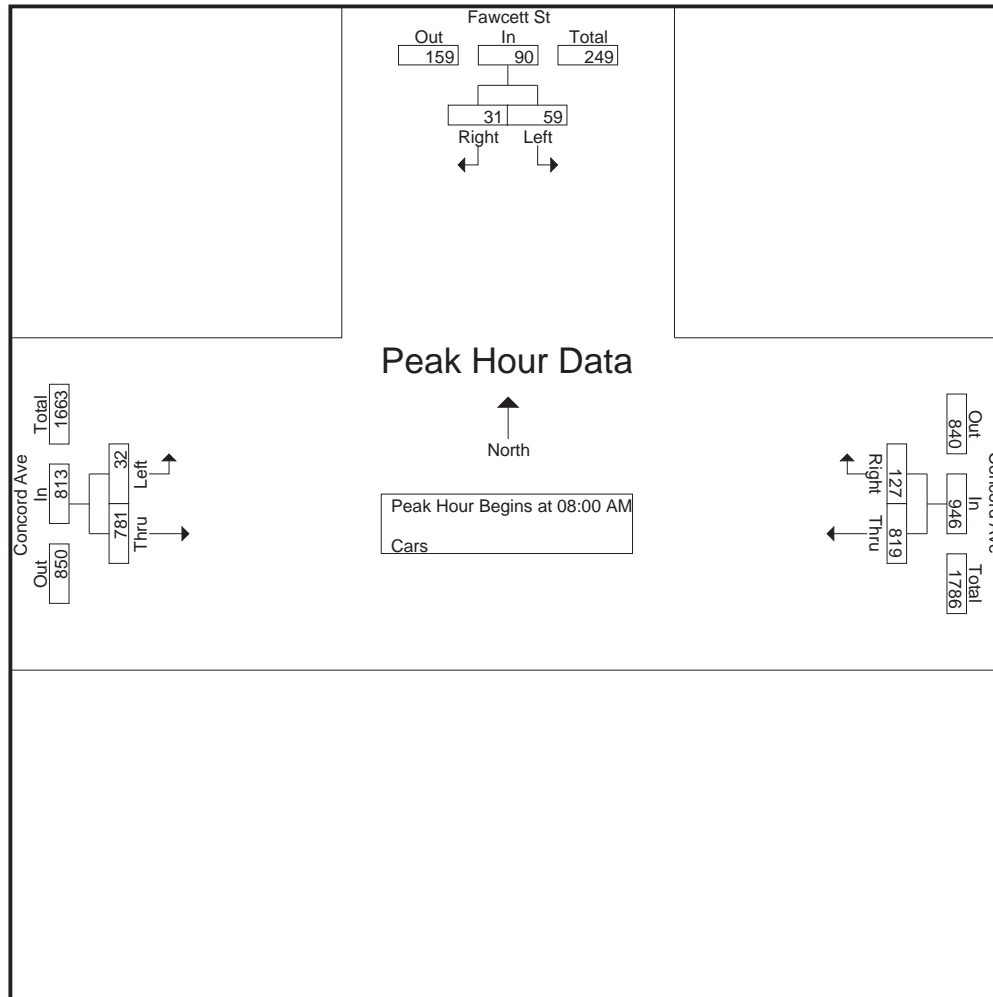 Fawcett St
Out In Total
159 90 249
31 59
Right Left
Peak Hour Data
North
Peak Hour Begins at 08:00 AM
Cars
Concord Ave
Total In Out
1663 813 850
32 781
Left Thru
Out In Total
840 946 1786
127 819
Right Thru